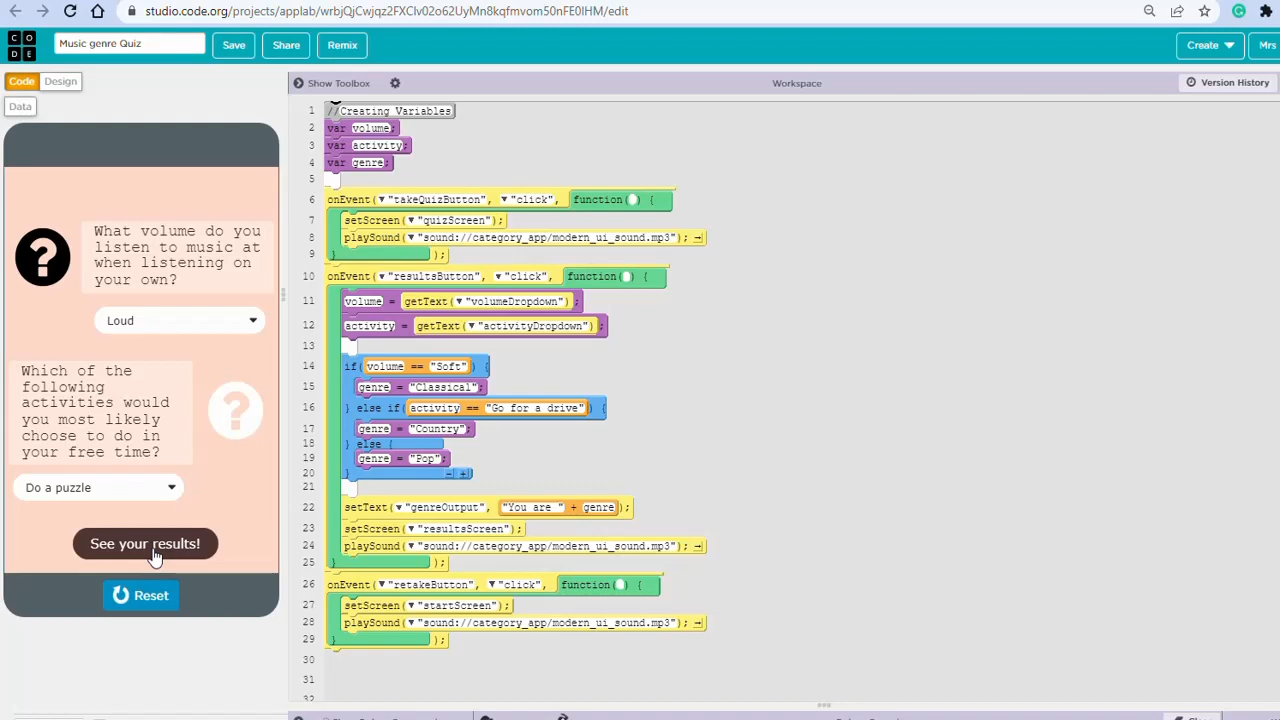 studio.code.org/projects/applab/wrbjQjCwjqz2FXClv02o62UyMn8kqfmvom50nFE0lHM/edit
CO
DE
Music genre Quiz
Save
Share
Remix
Create
Mrs
Code
Design
Data
Show Toolbox
Workspace
Version History
What volume do you
listen to music at
when listening on
your own?
Loud
Which of the
following
activities would
you most likely
choose to do in
your free time?
Do a puzzle
See your results!
Reset
1 //Creating Variables
2 var volume;
3 var activity;
4 var genre;
5
6 onEvent("takeQuizButton", "click", function() {
7 setScreen("quizScreen");
8 playSound("sound://category_app/modern_ui_sound.mp3");
9 });
10 onEvent("resultsButton", "click", function() {
11 volume = getText("volumeDropdown");
12 activity = getText("activityDropdown");
13
14 if(volume == "Soft") {
15 genre = "Classical";
16 } else if(activity == "Go for a drive") {
17 genre = "Country";
18 } else {
19 genre = "Pop";
20 } - +
21
22 setText("genreOutput", "You are " + genre);
23 setScreen("resultsScreen");
24 playSound("sound://category_app/modern_ui_sound.mp3");
25 });
26 onEvent("retakeButton", "click", function() {
27 setScreen("startScreen");
28 playSound("sound://category_app/modern_ui_sound.mp3");
29 });
30
31
32